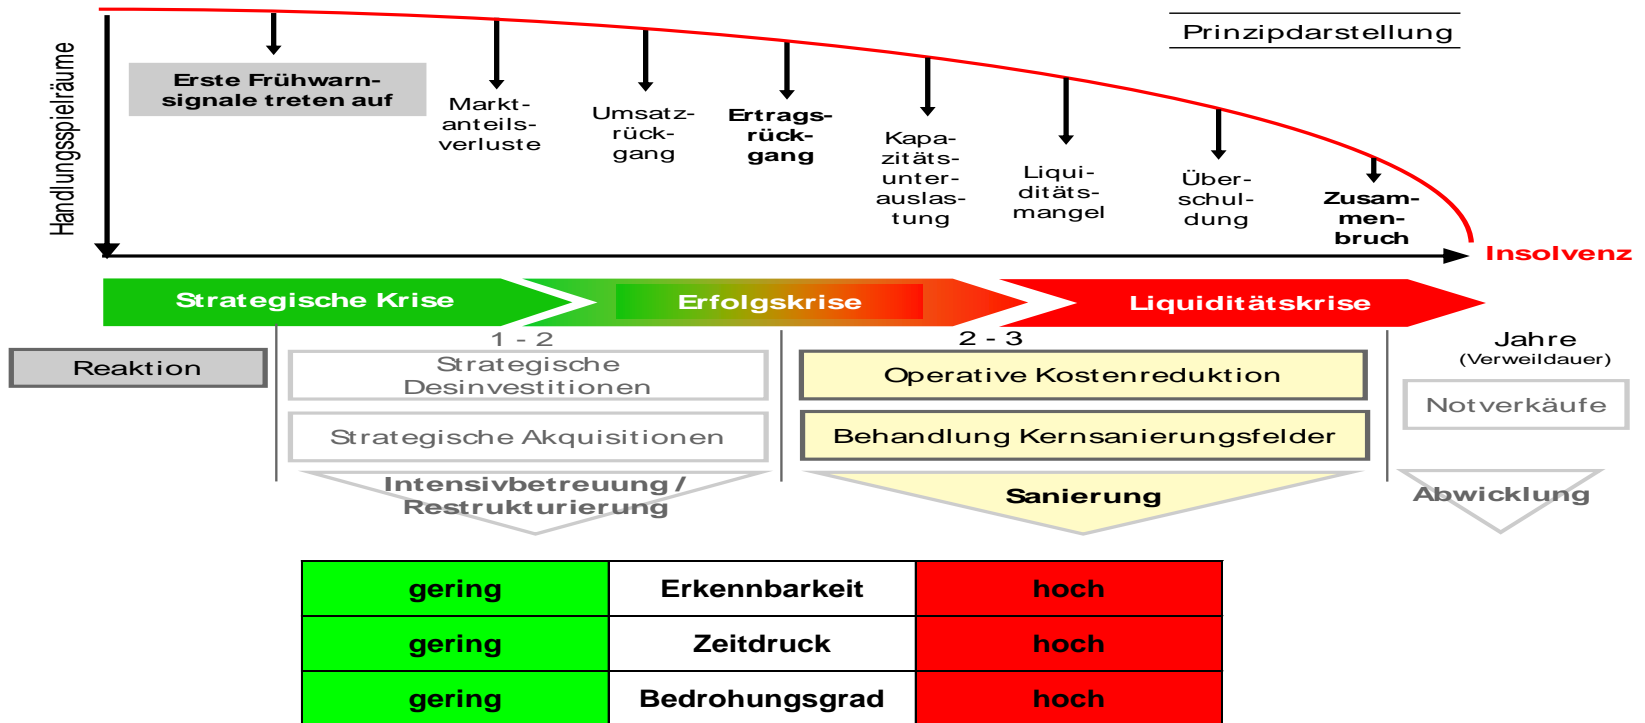 Prinzipdarstellung
Handlungsspielräume
Erste Frühwarn-
signale treten auf
Markt-
anteils-
verluste
Umsatz-
rück-
gang
Ertrags-
rück-
gang
Kapa-
zitäts-
unter-
auslas-
tung
Liqui-
ditäts-
mangel
Über-
schul-
dung
Zusam-
men-
bruch
Insolvenz
Strategische Krise
Erfolgskrise
Liquiditätskrise
1 - 2
2 - 3
Jahre
(Verweildauer)
Reaktion
Strategische
Desinvestitionen
Operative Kostenreduktion
Notverkäufe
Strategische Akquisitionen
Behandlung Kernsanierungsfelder
Intensivbetreuung /
Restrukturierung
Sanierung
Abwicklung
gering Erkennbarkeit hoch
gering Zeitdruck hoch
gering Bedrohungsgrad hoch